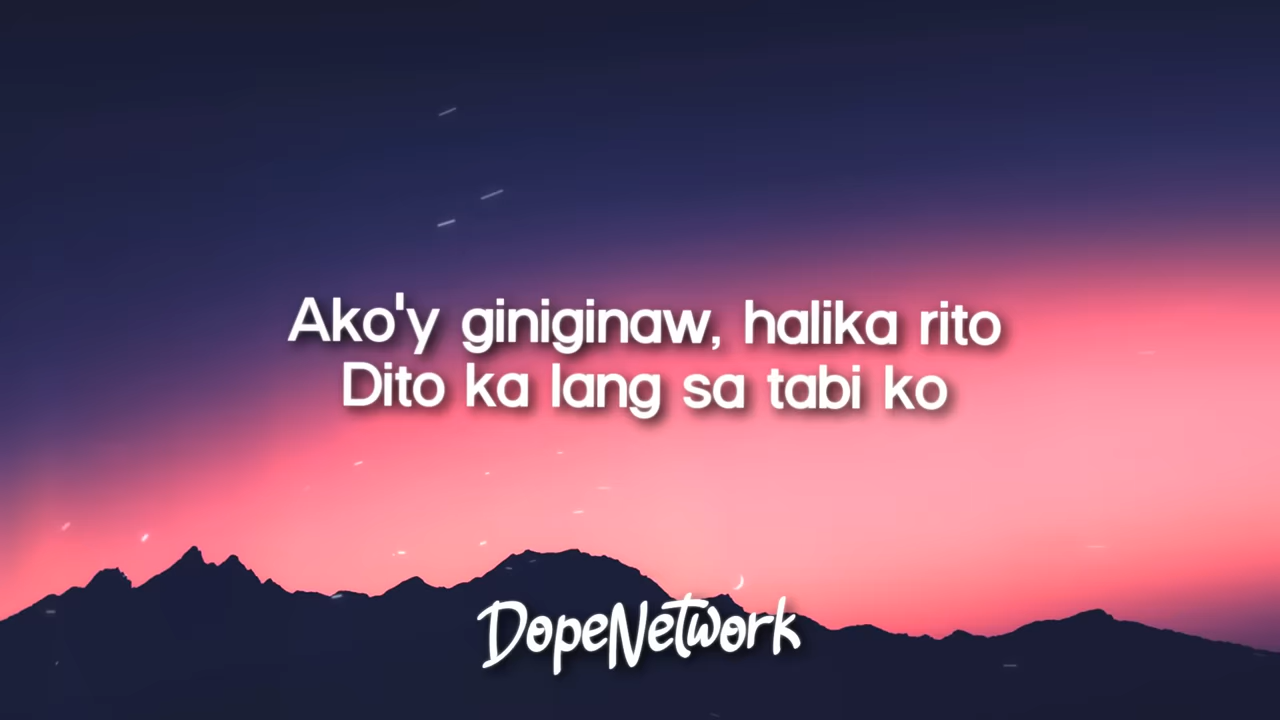 Ako'y giniginaw, halika rito
Dito ka lang sa tabi ko
DopeNetwork